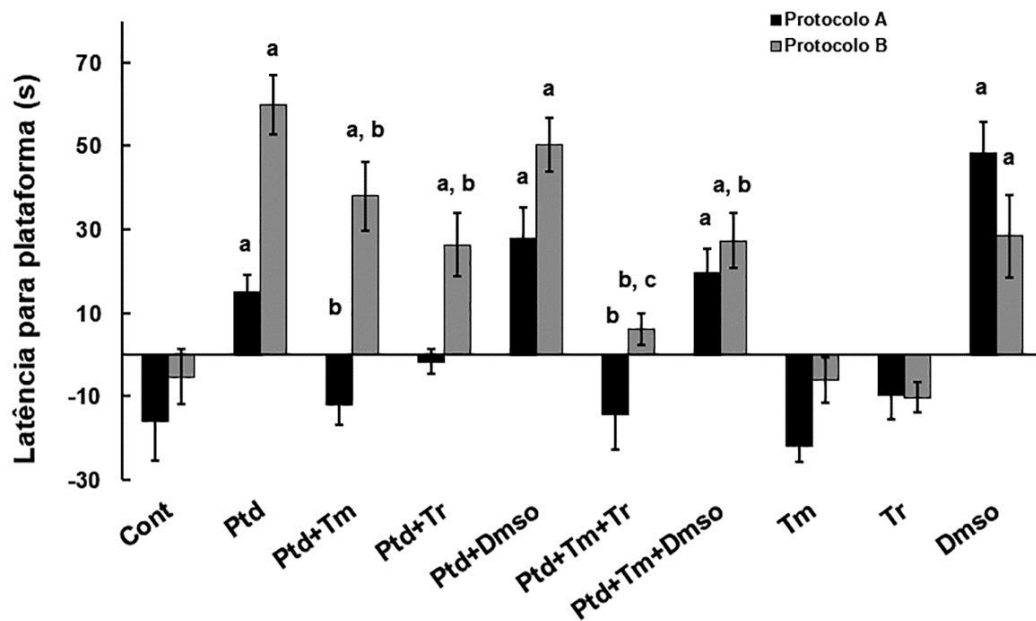 Protocolo A
Protocolo B
Latência para plataforma (s)
70
50
30
10
-10
-30
a
a
b
a, b
a, b
a
a
b
b, c
a
a, b
a
a
Cont
Ptd
Ptd+Tm
Ptd+Tr
Ptd+Dmso
Ptd+Tm+Tr
Ptd+Tm+Dmso
Tm
Tr
Dmso